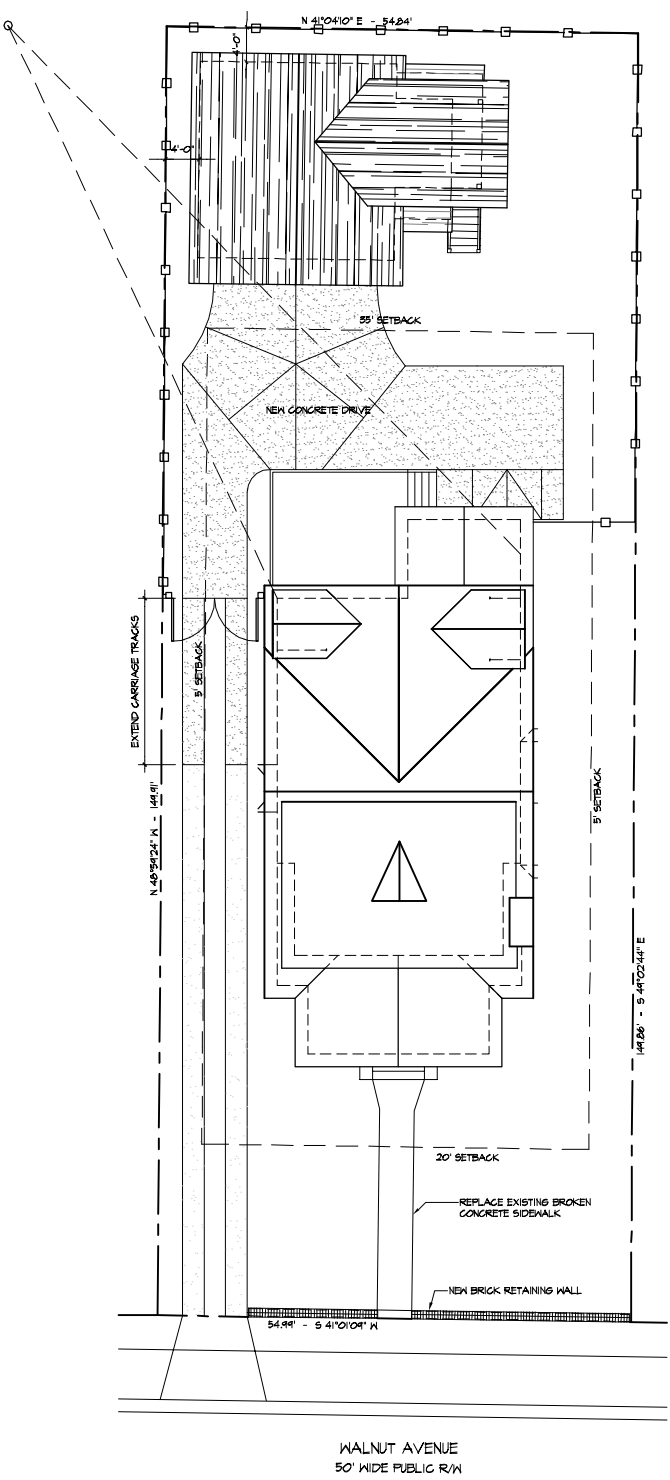 N 41°04'10" E - 54.84'
4'-0"
4'-0"
35' SETBACK
NEW CONCRETE DRIVE
EXTEND CARRIAGE TRACKS
5' SETBACK
N 48°59'24" W - 149.91'
5' SETBACK
149.86' - S 49°02'44" E
20' SETBACK
REPLACE EXISTING BROKEN
CONCRETE SIDEWALK
NEW BRICK RETAINING WALL
54.99' - S 41°01'09" W
WALNUT AVENUE
50' WIDE PUBLIC R/W